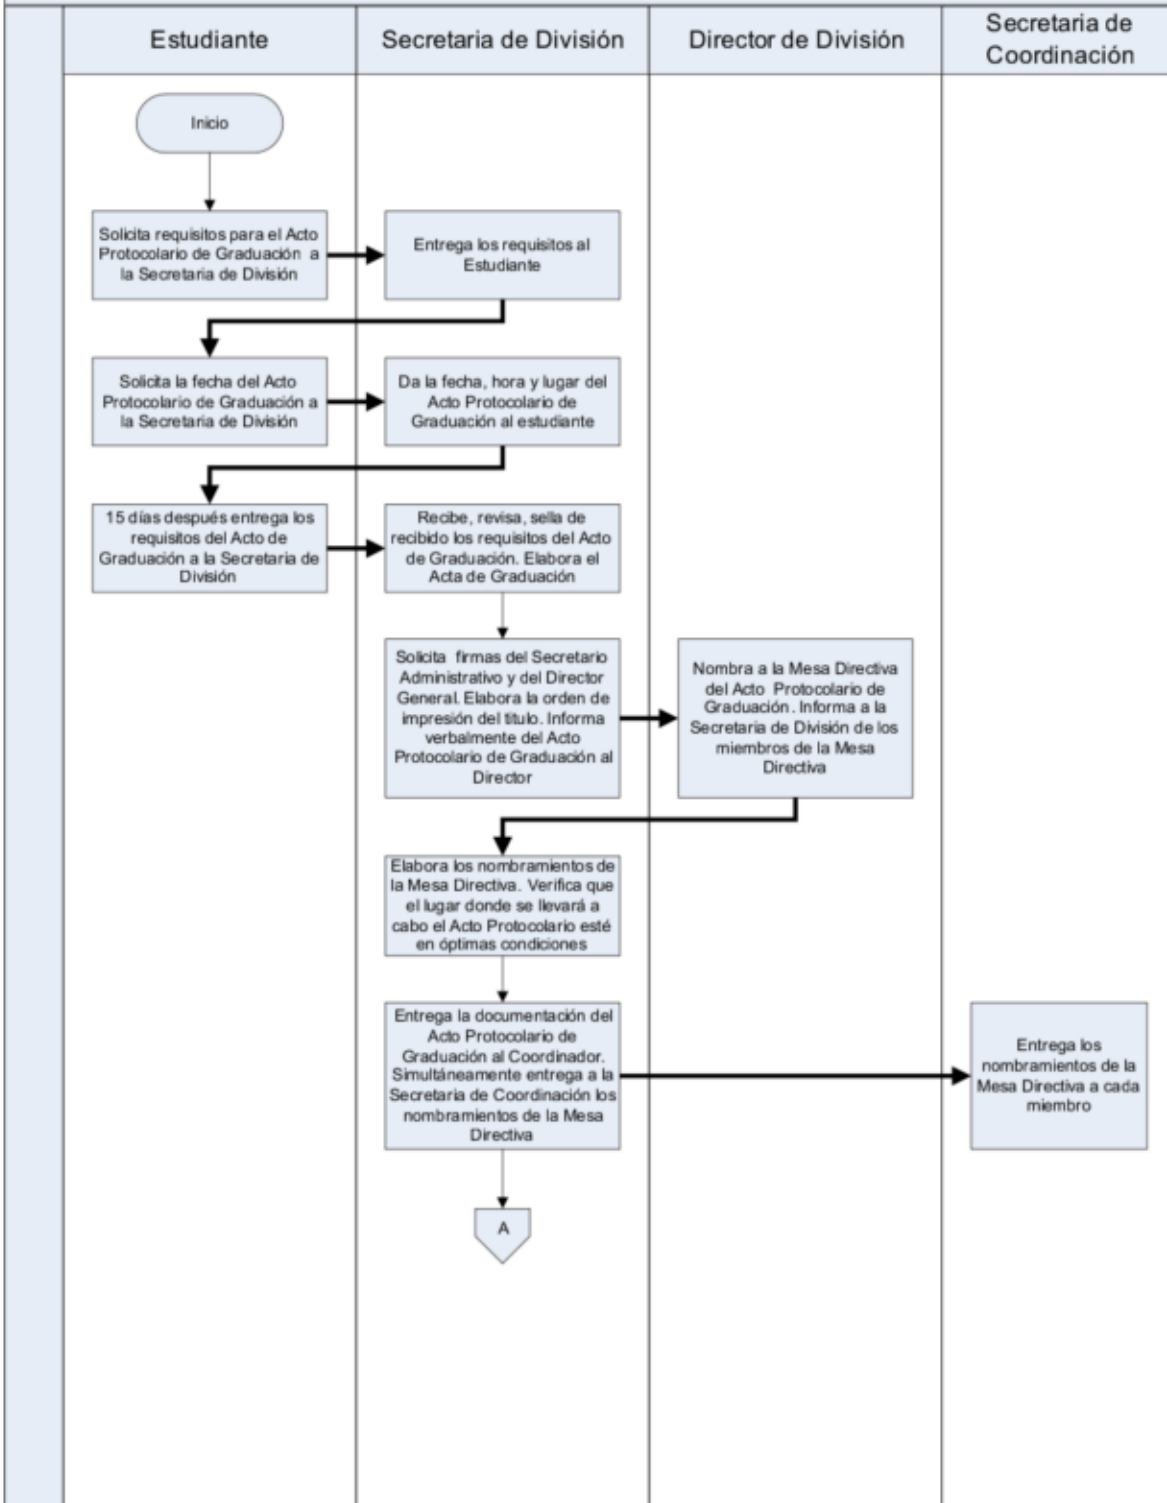 Estudiante
Secretaria de División
Director de División
Secretaria de
Coordinación
Inicio
Solicita requisitos para el Acto
Protocolario de Graduación a
la Secretaria de División
Entrega los requisitos al
Estudiante
Solicita la fecha del Acto
Protocolario de Graduación a
la Secretaria de División
Da la fecha, hora y lugar del
Acto Protocolario de
Graduación al estudiante
15 días después entrega los
requisitos del Acto de
Graduación a la Secretaria de
División
Recibe, revisa, sella de
recibido los requisitos del Acto
de Graduación. Elabora el
Acta de Graduación
Solicita firmas del Secretario
Administrativo y del Director
General. Elabora la orden de
impresión del titulo. Informa
verbalmente del Acto
Protocolario de Graduación al
Director
Nombra a la Mesa Directiva
del Acto Protocolario de
Graduación. Informa a la
Secretaria de División de los
miembros de la Mesa
Directiva
Elabora los nombramientos de
la Mesa Directiva. Verifica que
el lugar donde se llevará a
cabo el Acto Protocolario esté
en óptimas condiciones
Entrega la documentación del
Acto Protocolario de
Graduación al Coordinador.
Simultáneamente entrega a la
Secretaria de Coordinación los
nombramientos de la Mesa
Directiva
Entrega los
nombramientos de la
Mesa Directiva a cada
miembro
A